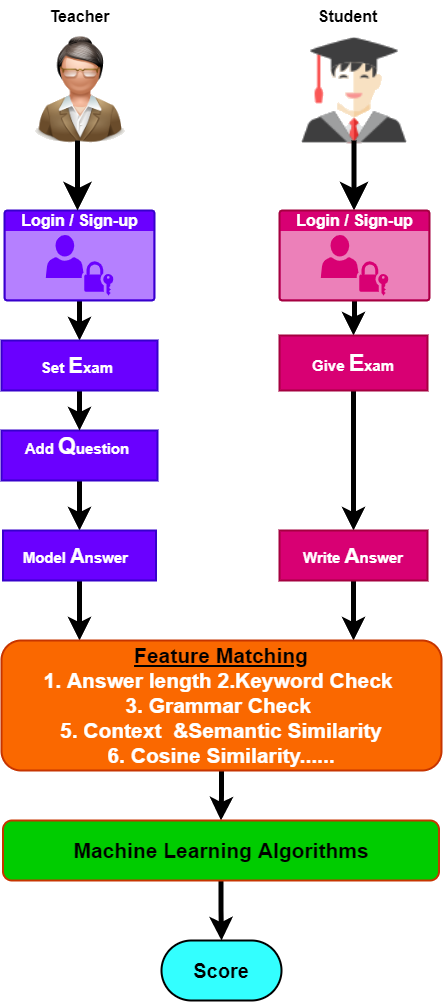 Teacher
Student
Login / Sign-up
Login / Sign-up
Set Exam
Give Exam
Add Question
Model Answer
Write Answer
Feature Matching
1. Answer length 2.Keyword Check
3. Grammar Check
5. Context &Semantic Similarity
6. Cosine Similarity......
Machine Learning Algorithms
Score